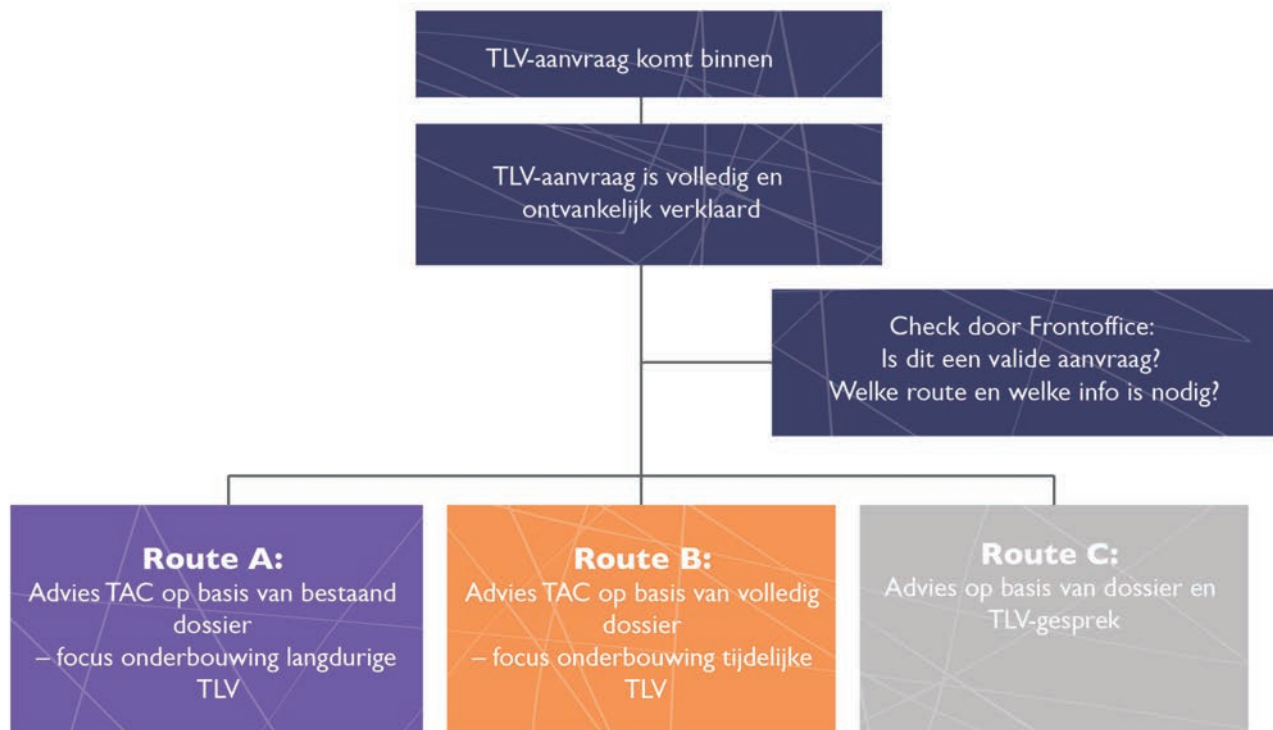 TLV-aanvraag komt binnen
TLV-aanvraag is volledig en
ontvankelijk verklaard
Check door Frontoffice:
Is dit een valide aanvraag?
Welke route en welke info is nodig?
Route A:
Advies TAC op basis van bestaand
dossier
– focus onderbouwing langdurige
TLV
Route B:
Advies TAC op basis van volledig
dossier
– focus onderbouwing tijdelijke
TLV
Route C:
Advies op basis van dossier en
TLV-gesprek